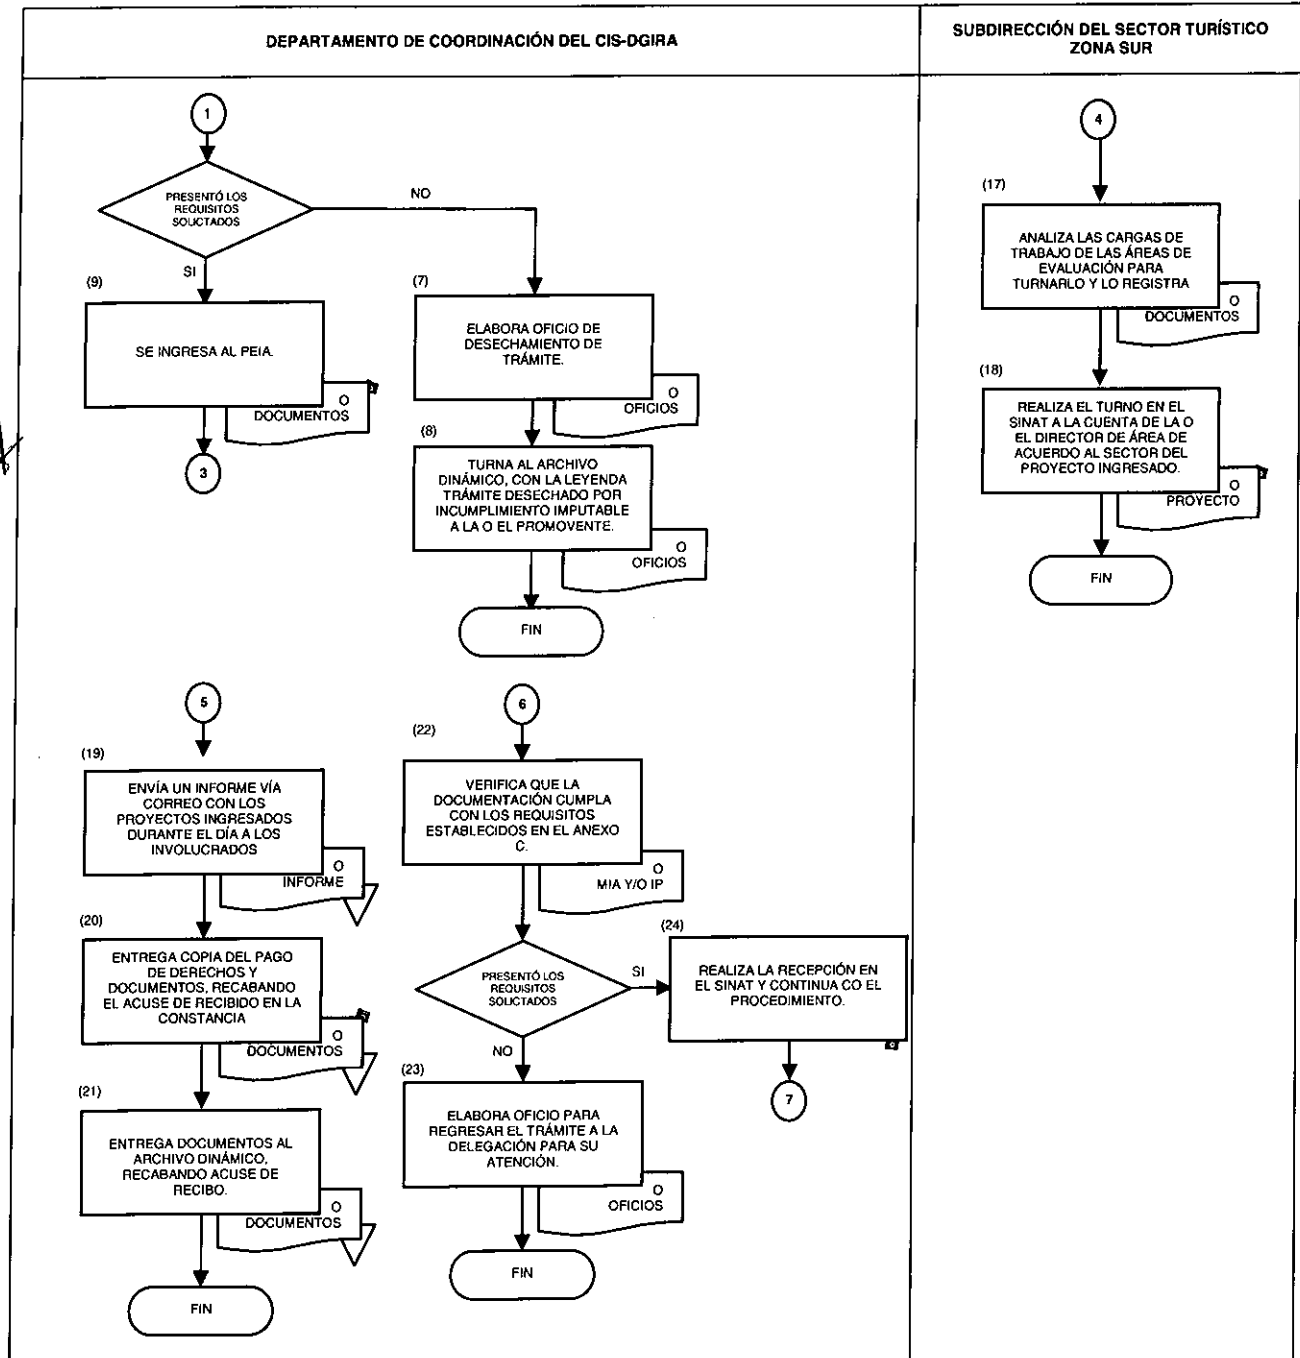 DEPARTAMENTO DE COORDINACIÓN DEL CIS-DGIRA
SUBDIRECCIÓN DEL SECTOR TURÍSTICO
ZONA SUR
1
PRESENTÓ LOS
REQUISITOS
SOLICTADOS
NO
SI
(9)
SE INGRESA AL PEIA.
O
DOCUMENTOS
3
(7)
ELABORA OFICIO DE
DESECHAMIENTO DE
TRÁMITE.
O
OFICIOS
(8)
TURNA AL ARCHIVO
DINÁMICO, CON LA LEYENDA
TRÁMITE DESECHADO POR
INCUMPLIMIENTO IMPUTABLE
A LA O EL PROMOVENTE.
O
OFICIOS
FIN
4
(17)
ANALIZA LAS CARGAS DE
TRABAJO DE LAS ÁREAS DE
EVALUACIÓN PARA
TURNARLO Y LO REGISTRA
O
DOCUMENTOS
(18)
REALIZA EL TURNO EN EL
SINAT A LA CUENTA DE LA O
EL DIRECTOR DE ÁREA DE
ACUERDO AL SECTOR DEL
PROYECTO INGRESADO.
O
PROYECTO
FIN
5
(19)
ENVÍA UN INFORME VÍA
CORREO CON LOS
PROYECTOS INGRESADOS
DURANTE EL DÍA A LOS
INVOLUCRADOS
O
INFORME
(20)
ENTREGA COPIA DEL PAGO
DE DERECHOS Y
DOCUMENTOS, RECABANDO
EL ACUSE DE RECIBIDO EN LA
CONSTANCIA
O
DOCUMENTOS
(21)
ENTREGA DOCUMENTOS AL
ARCHIVO DINÁMICO,
RECABANDO ACUSE DE
RECIBO.
O
DOCUMENTOS
FIN
6
(22)
VERIFICA QUE LA
DOCUMENTACIÓN CUMPLA
CON LOS REQUISITOS
ESTABLECIDOS EN EL ANEXO
C.
O
MIA Y/O IP
PRESENTÓ LOS
REQUISITOS
SOLICTADOS
SI
NO
(24)
REALIZA LA RECEPCIÓN EN
EL SINAT Y CONTINUA CO EL
PROCEDIMIENTO.
7
(23)
ELABORA OFICIO PARA
REGRESAR EL TRÁMITE A LA
DELEGACIÓN PARA SU
ATENCIÓN.
O
OFICIOS
FIN